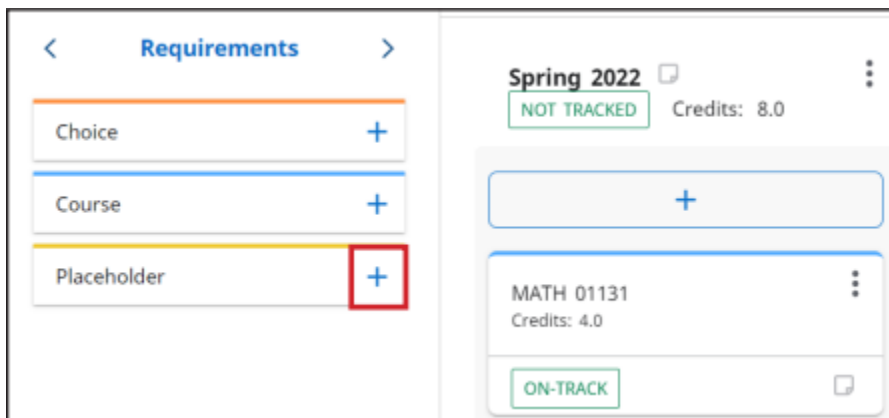 Requirements
Choice
Course
Placeholder
Spring 2022
NOT TRACKED Credits: 8.0
MATH 01131
Credits: 4.0
ON-TRACK